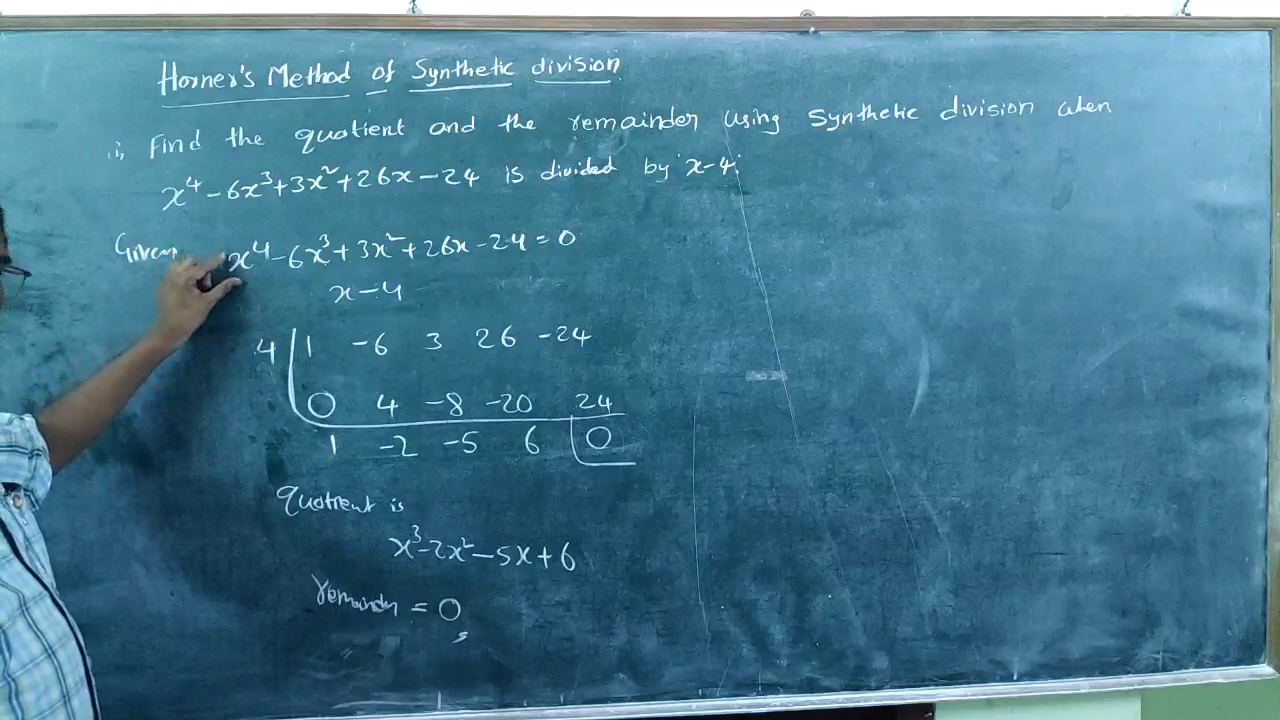 Horner's Method of Synthetic division
1, Find the quotient and the remainder using synthetic division when
x⁴-6x³+3x²+26x-24 is divided by x-4.
Given x⁴-6x³+3x²+26x-24=0
x-4
4 1 -6 3 26 -24
0 4 -8 -20 24
1 -2 -5 6 0
Quotient is
x³-2x²-5x+6
remainder = 0